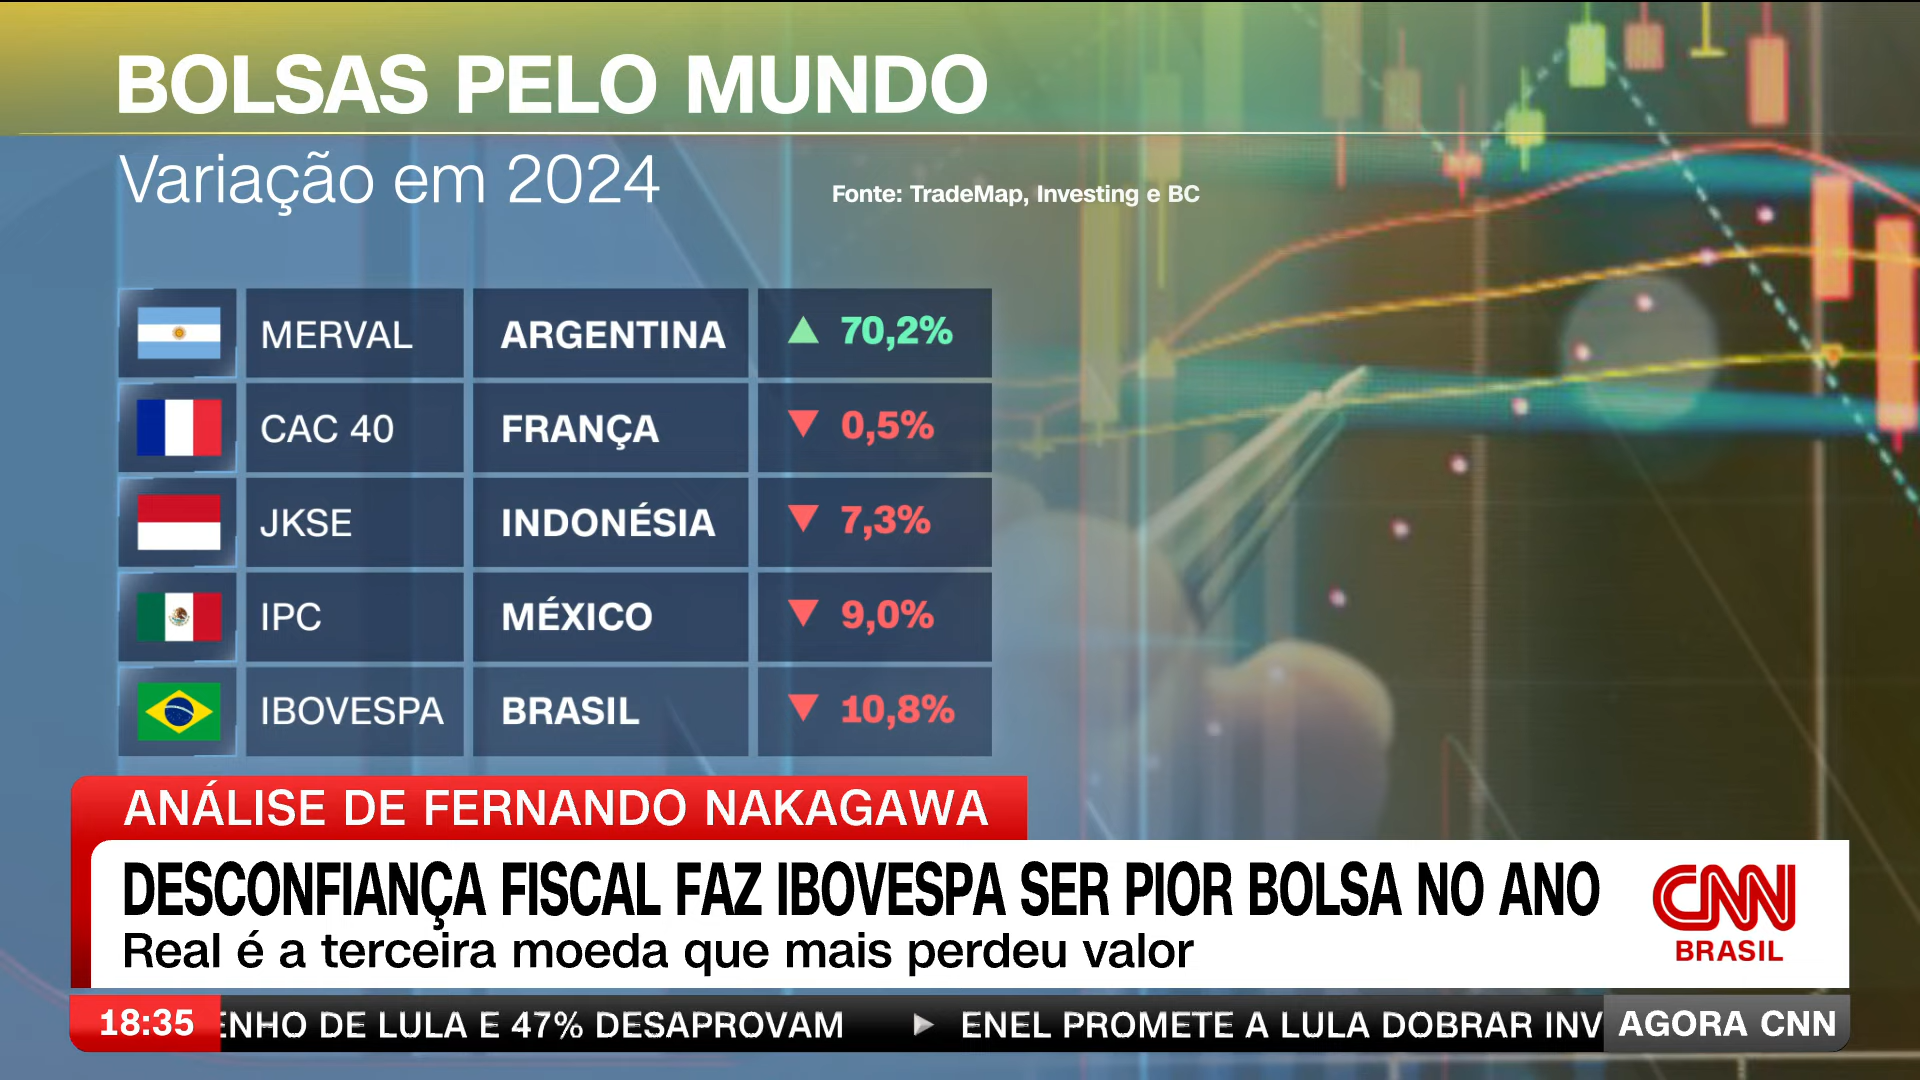 BOLSAS PELO MUNDO
Variação em 2024
Fonte: TradeMap, Investing e BC
MERVAL ARGENTINA ▲ 70,2%
CAC 40 FRANÇA ▼ 0,5%
JKSE INDONÉSIA ▼ 7,3%
IPC MÉXICO ▼ 9,0%
IBOVESPA BRASIL ▼ 10,8%
ANÁLISE DE FERNANDO NAKAGAWA
DESCONFIANÇA FISCAL FAZ IBOVESPA SER PIOR BOLSA NO ANO
Real é a terceira moeda que mais perdeu valor
CNN
BRASIL
18:35 ENHO DE LULA E 47% DESAPROVAM ▶ ENEL PROMETE A LULA DOBRAR INV AGORA CNN